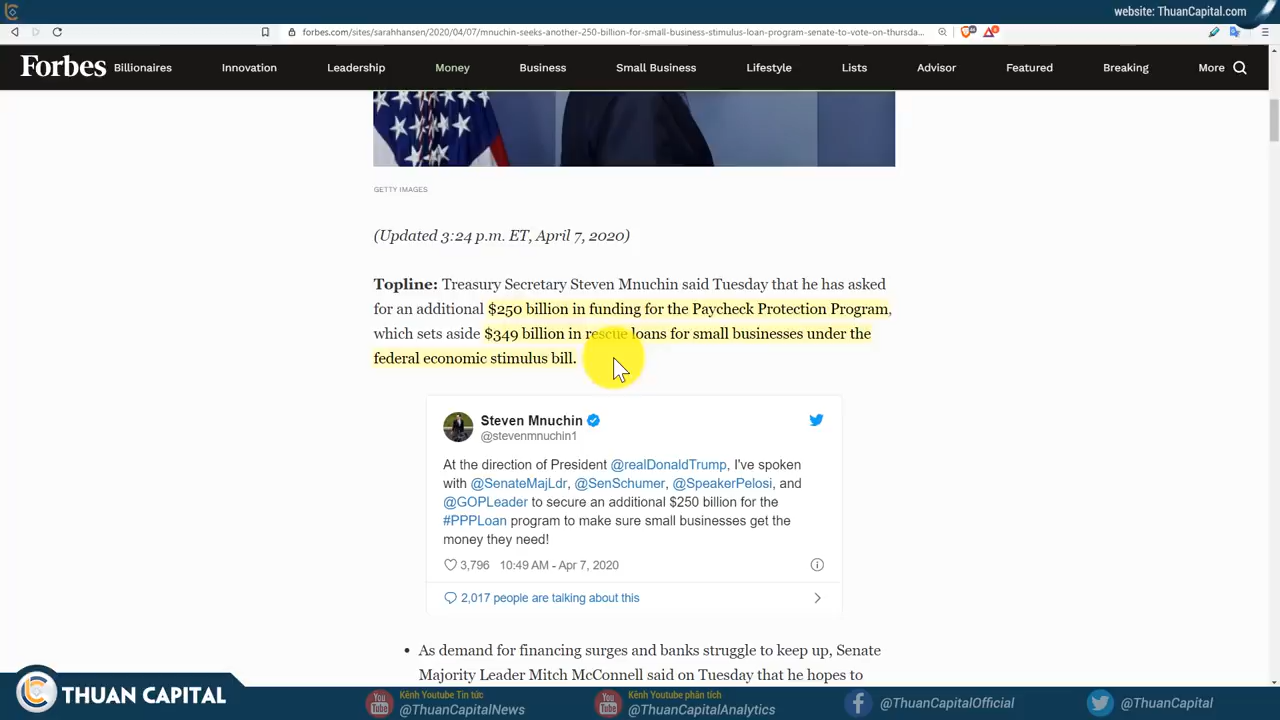 website: ThuanCapital.com
forbes.com/sites/sarahhansen/2020/04/07/mnuchin-seeks-another-250-billion-for-small-business-stimulus-loan-program-senate-to-vote-on-thursda...
Forbes Billionaires Innovation Leadership Money Business Small Business Lifestyle Lists Advisor Featured Breaking More
GETTY IMAGES
(Updated 3:24 p.m. ET, April 7, 2020)
Topline: Treasury Secretary Steven Mnuchin said Tuesday that he has asked
for an additional $250 billion in funding for the Paycheck Protection Program,
which sets aside $349 billion in rescue loans for small businesses under the
federal economic stimulus bill.
Steven Mnuchin
@stevenmnuchin1
At the direction of President @realDonaldTrump, I've spoken
with @SenateMajLdr, @SenSchumer, @SpeakerPelosi, and
@GOPLeader to secure an additional $250 billion for the
#PPPLoan program to make sure small businesses get the
money they need!
3,796 10:49 AM - Apr 7, 2020
2,017 people are talking about this
• As demand for financing surges and banks struggle to keep up, Senate
Majority Leader Mitch McConnell said on Tuesday that he hopes to
THUAN CAPITAL
Kênh Youtube Tin tức
@ThuanCapitalNews
Kênh Youtube phân tích
@ThuanCapitalAnalytics
@ThuanCapitalOfficial
@ThuanCapital